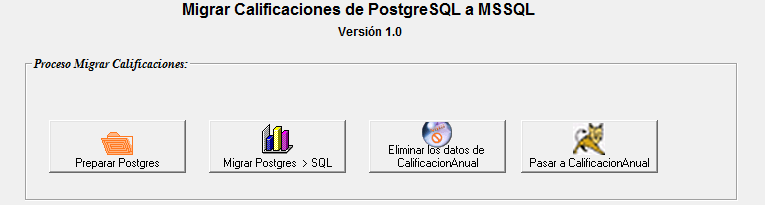 Migrar Calificaciones de PostgreSQL a MSSQL
Versión 1.0
Proceso Migrar Calificaciones:
Preparar Postgres
Migrar Postgres > SQL
Eliminar los datos de
CalificacionAnual
Pasar a CalificacionAnual